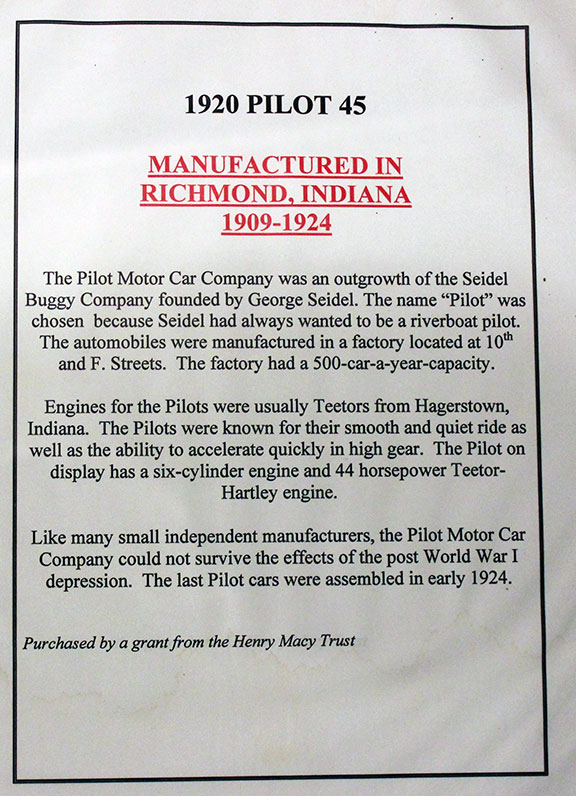 1920 PILOT 45
MANUFACTURED IN
RICHMOND, INDIANA
1909-1924
The Pilot Motor Car Company was an outgrowth of the Seidel
Buggy Company founded by George Seidel. The name “Pilot” was
chosen because Seidel had always wanted to be a riverboat pilot.
The automobiles were manufactured in a factory located at 10th
and F. Streets. The factory had a 500-car-a-year-capacity.
Engines for the Pilots were usually Teetors from Hagerstown,
Indiana. The Pilots were known for their smooth and quiet ride as
well as the ability to accelerate quickly in high gear. The Pilot on
display has a six-cylinder engine and 44 horsepower Teetor-
Hartley engine.
Like many small independent manufacturers, the Pilot Motor Car
Company could not survive the effects of the post World War I
depression. The last Pilot cars were assembled in early 1924.
Purchased by a grant from the Henry Macy Trust